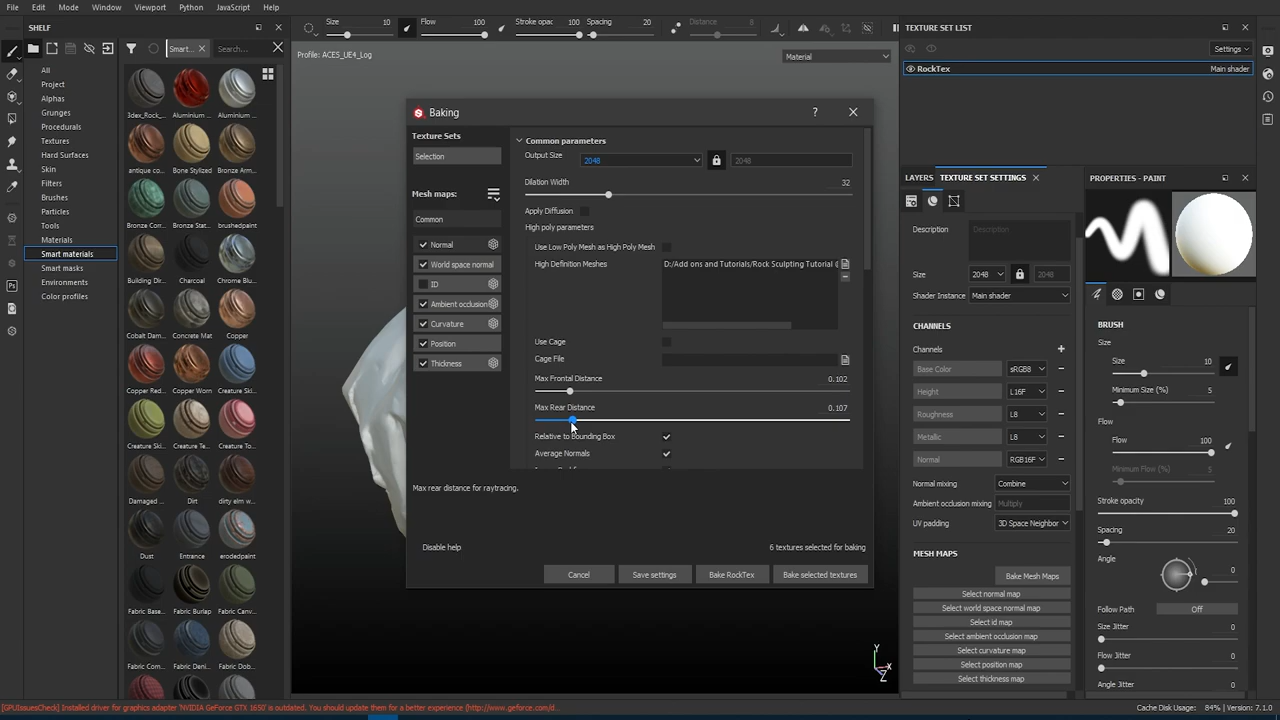 File Edit Mode Window Viewport Python JavaScript Help
SHELF
Size 10 Flow 100 Stroke opac 100 Spacing 20 Distance 8
TEXTURE SET LIST
Smart... Search...
Settings
Profile: ACES_UE4_Log
Material
RockTex Main shader
All
Project
Alphas
Grunges
Procedurals
Textures
Hard Surfaces
Skin
Filters
Brushes
Particles
Tools
Materials
Smart materials
Smart masks
Environments
Color profiles
3dex_Rock_... Aluminium ... Aluminium ...
antique co... Bone Stylized Bronze Arm...
Bronze Cor... Bronze Stat... brushedpaint
Bronze Com... Charcoal Chrome Blu...
Cobalt Dam... Concrete Mat Copper
Copper Red... Copper Worn Creature Ski...
Creature Ski... Creature Te... Creature To...
Damaged ... Dirt dirty elm w...
Dust Entrance erodedpaint
Fabric Base... Fabric Burlap Fabric Canv...
Fabric Com... Fabric Deni... Fabric Dob...
Baking
?
Texture Sets
Selection
Mesh maps:
Common
Normal
World space normal
ID
Ambient occlusion
Curvature
Position
Thickness
Common parameters
Output Size 2048 2048
Dilation Width 32
Apply Diffusion
High poly parameters
Use Low Poly Mesh as High Poly Mesh
High Definition Meshes D:/Add ons and Tutorials/Rock Sculpting Tutorial
Use Cage
Cage File
Max Frontal Distance 0.102
Max Rear Distance 0.107
Relative to Bounding Box
Average Normals
Max rear distance for raytracing.
Disable help 6 textures selected for baking
Cancel Save settings Bake RockTex Bake selected textures
LAYERS TEXTURE SET SETTINGS
Description Description
Size 2048 2048
Shader Instance Main shader
CHANNELS
Channels
Base Color sRGB8
Height L16F
Roughness L8
Metallic L8
Normal RGB16F
Normal mixing Combine
Ambient occlusion mixing Multiply
UV padding 3D Space Neighbor
MESH MAPS
Bake Mesh Maps
Select normal map
Select world space normal map
Select id map
Select ambient occlusion map
Select curvature map
Select position map
Select thickness map
PROPERTIES - PAINT
BRUSH
Size
Size 10
Minimum Size (%) 5
Flow
Flow 100
Minimum Flow (%) 5
Stroke opacity 100
Spacing 20
Angle 0
Follow Path Off
Size Jitter 0
Flow Jitter 0
Angle Jitter 0
Y
X
Z
[GPUIssuesCheck] Installed driver for graphics adapter 'NVIDIA GeForce GTX 1650' is outdated. You should update them for a better experience (http://www.geforce.com/d...
Cache Disk Usage: 84% | Version: 7.1.0